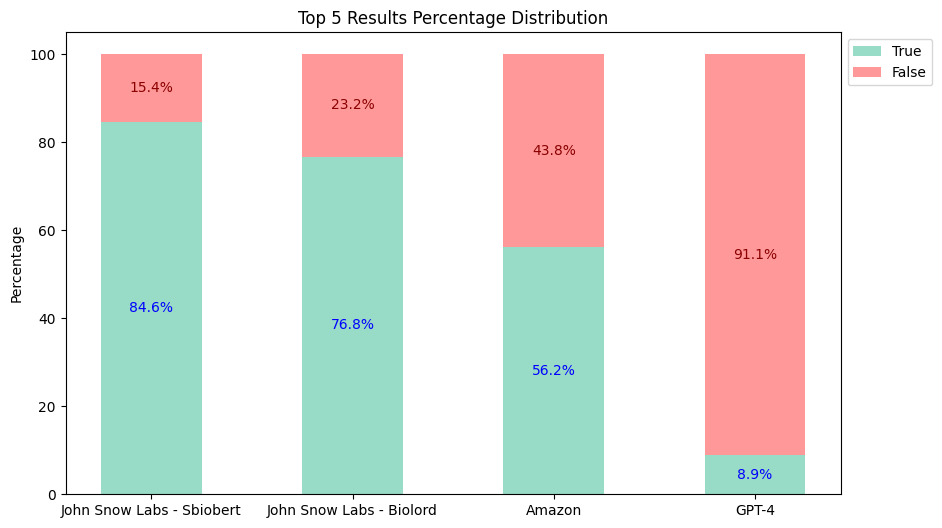 Top 5 Results Percentage Distribution
True
False
Percentage
100
80
60
40
20
0
15.4%
23.2%
43.8%
91.1%
84.6%
76.8%
56.2%
8.9%
John Snow Labs - Sbiobert
John Snow Labs - Biolord
Amazon
GPT-4